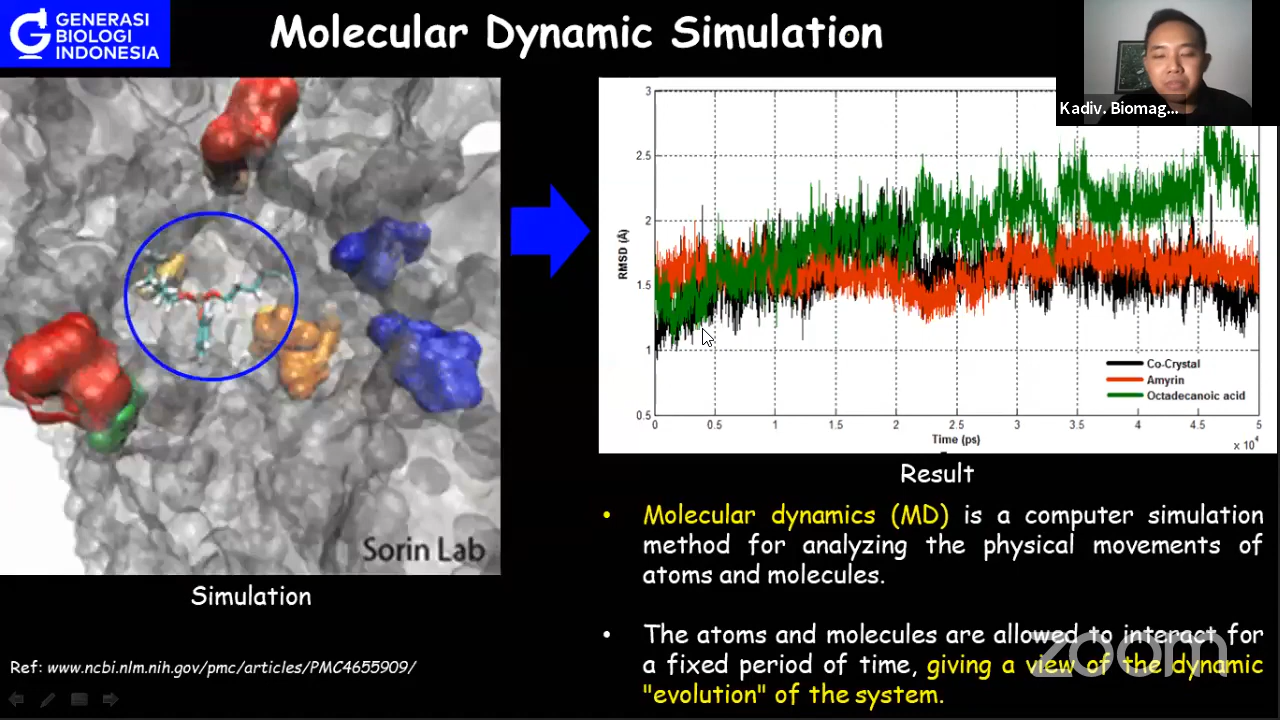 GENERASI
BIOLOGI
INDONESIA
Molecular Dynamic Simulation
Kadiv. Biomag...
Sorin Lab
Simulation
3
2.5
2
1.5
1
0.5
RMSD (Å)
0
0.5
1
1.5
2
2.5
3
3.5
4
4.5
5
x 10⁴
Time (ps)
Co-Crystal
Amyrin
Octadecanoic acid
Result
• Molecular dynamics (MD) is a computer simulation
method for analyzing the physical movements of
atoms and molecules.
• The atoms and molecules are allowed to interact for
a fixed period of time, giving a view of the dynamic
"evolution" of the system.
zoom
Ref: www.ncbi.nlm.nih.gov/pmc/articles/PMC4655909/